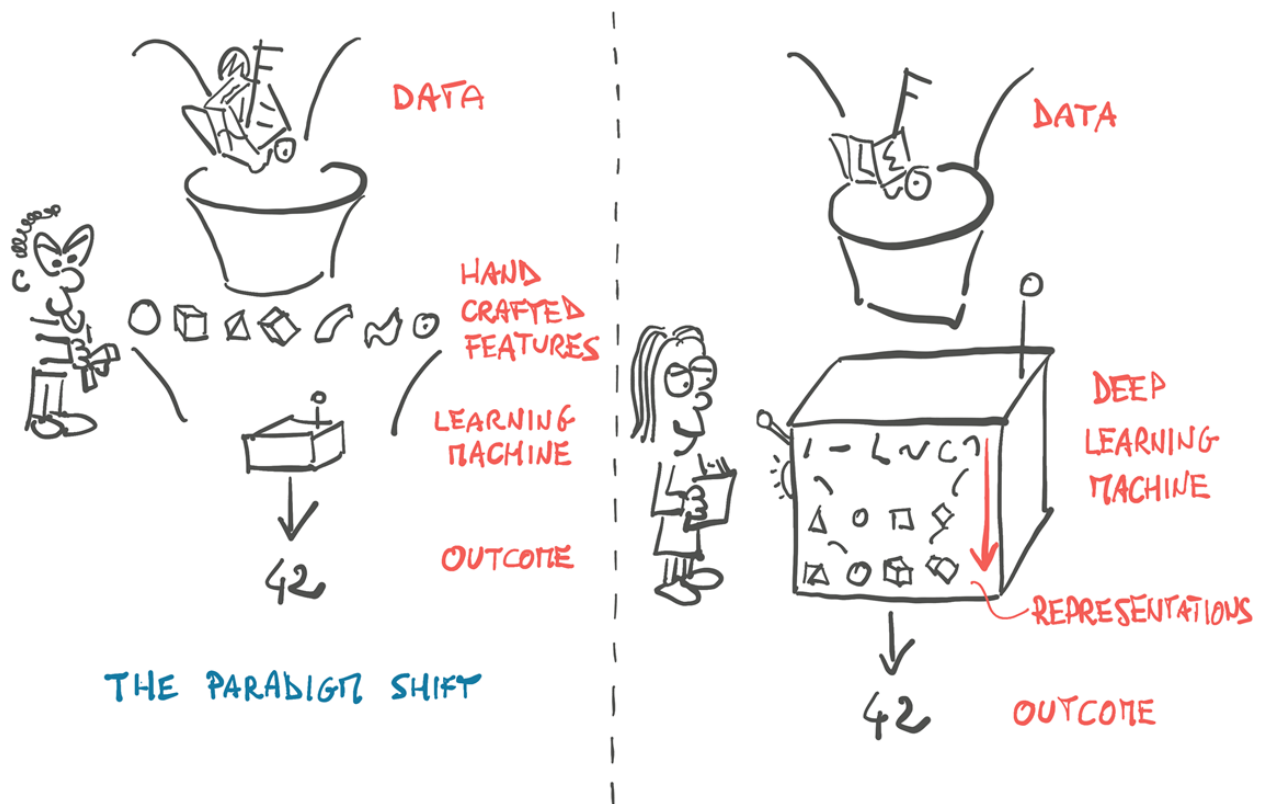 DATA
HAND
CRAFTED
FEATURES
LEARNING
MACHINE
OUTCOME
42
THE PARADIGM SHIFT
DATA
DEEP
LEARNING
MACHINE
REPRESENTATIONS
42
OUTCOME